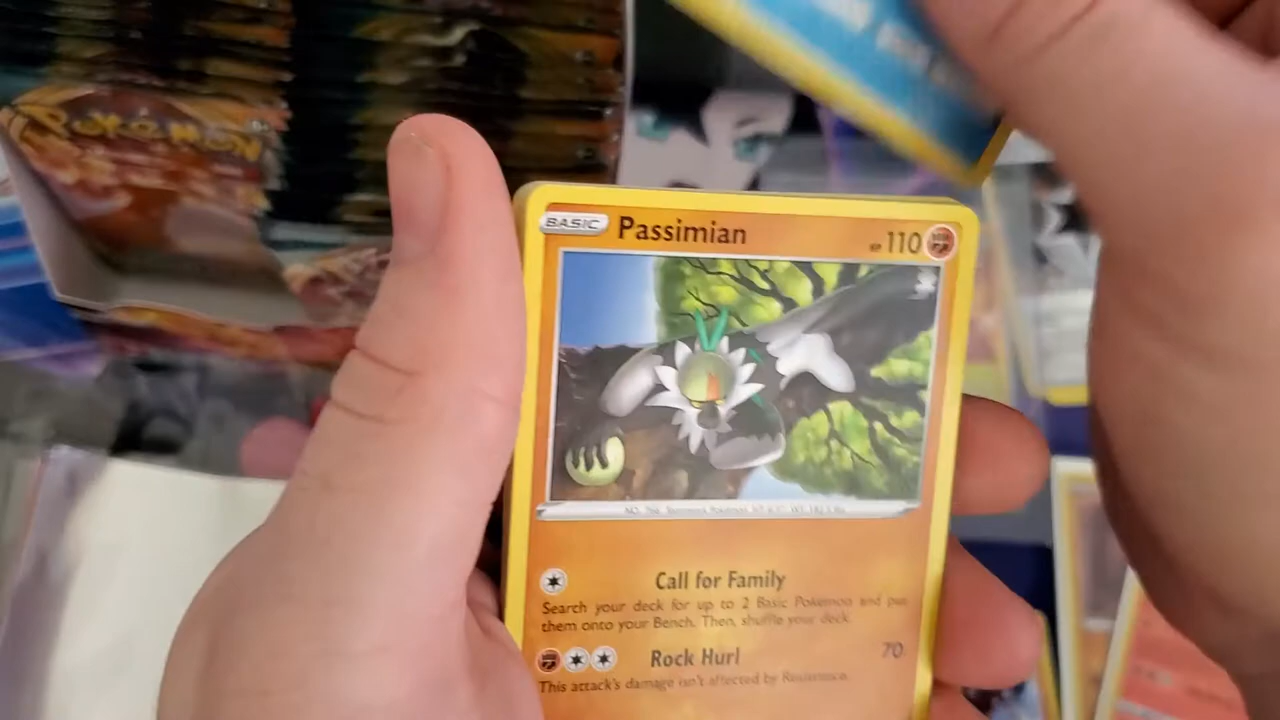 POKéMON
BASIC Passimian HP 110
Call for Family
Search your deck for up to 2 Basic Pokémon and put
them onto your Bench. Then, shuffle your deck.
Rock Hurl 70
This attack's damage isn't affected by Resistance.